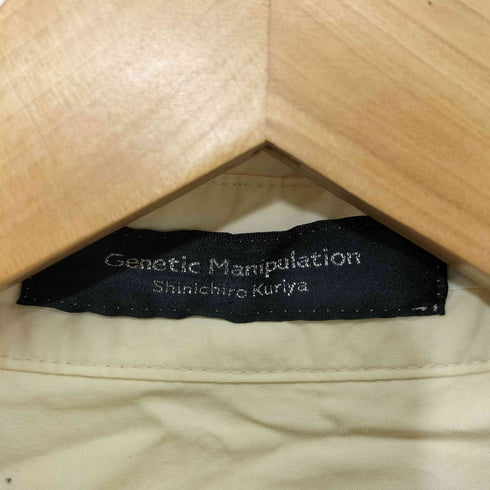 Genetic Manipulation
Shinichiro Kuriya